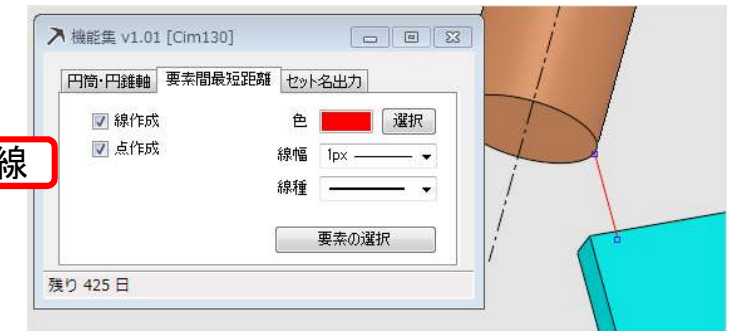 機能集 v1.01 [Cim130]
円筒・円錐軸 要素間最短距離 セット名出力
線作成 色 選択
点作成 線幅 1px
線種
線
要素の選択
残り 425 日